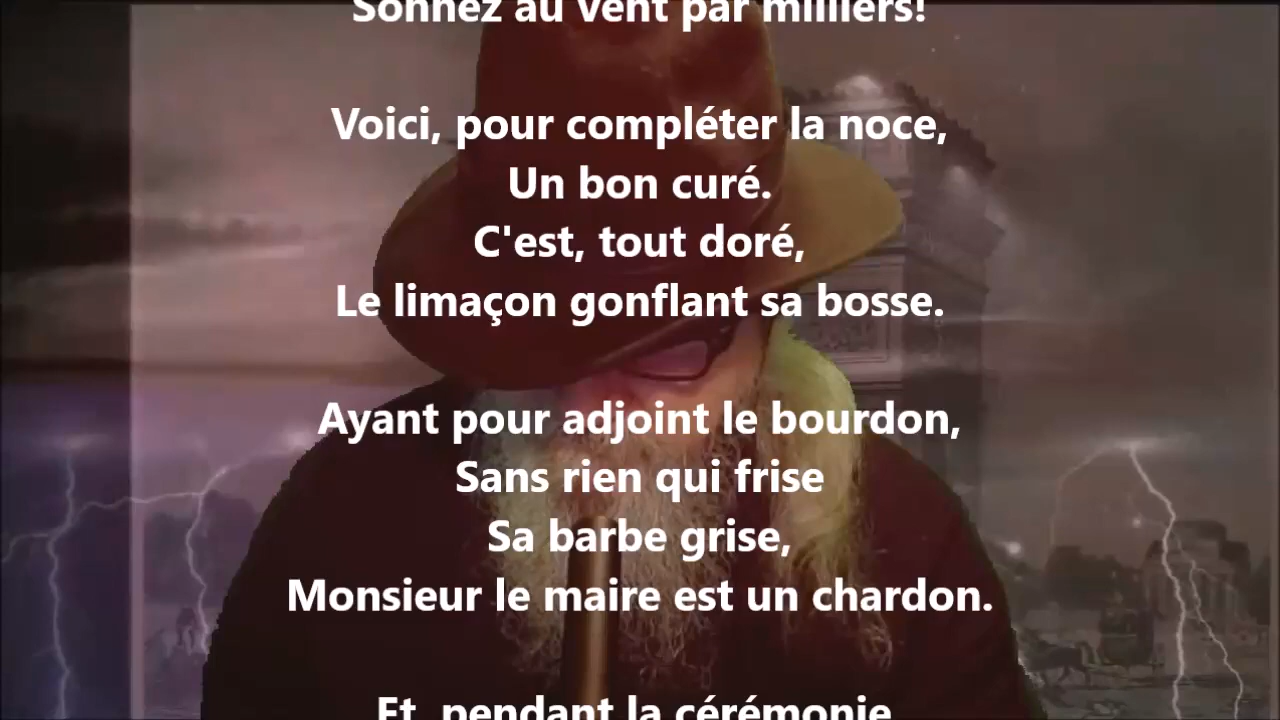 Sonnez au vent par milliers!
Voici, pour compléter la noce,
Un bon curé.
C'est, tout doré,
Le limaçon gonflant sa bosse.
Ayant pour adjoint le bourdon,
Sans rien qui frise
Sa barbe grise,
Monsieur le maire est un chardon.
Et, pendant la cérémonie